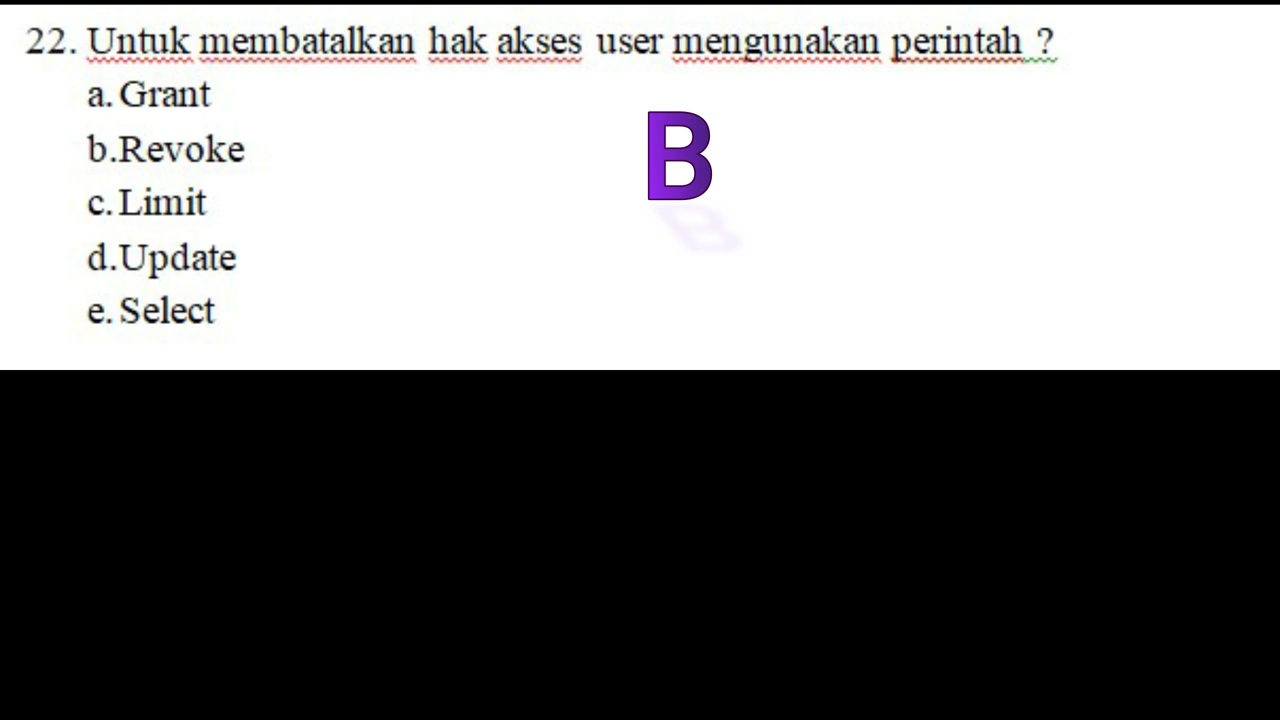 22. Untuk membatalkan hak akses user mengunakan perintah ?
a. Grant
b.Revoke
c. Limit
d.Update
e. Select
B